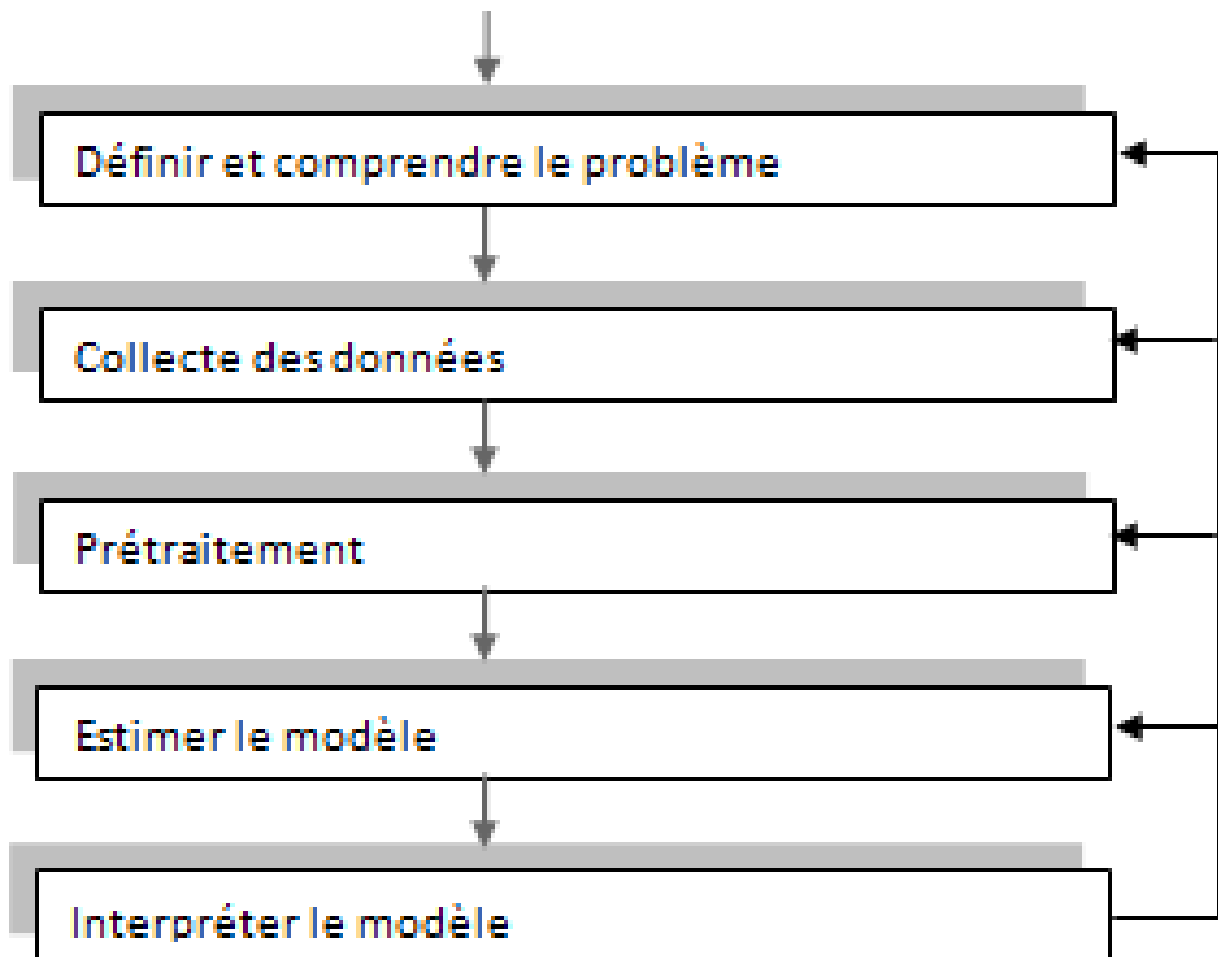 Définir et comprendre le problème
Collecte des données
Prétraitement
Estimer le modèle
Interpréter le modèle